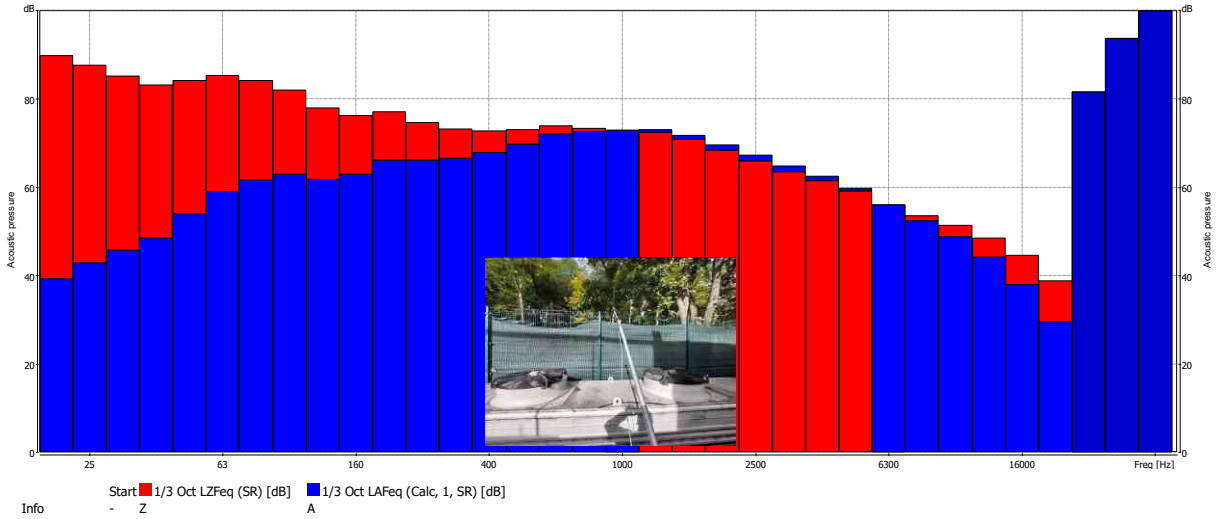 dB dB
80 80
60 60
40 40
20 20
0 0
Acoustic pressure Acoustic pressure
25 63 160 400 1000 2500 6300 16000 Freq [Hz]
Start 1/3 Oct LZFeq (SR) [dB] 1/3 Oct LAFeq (Calc, 1, SR) [dB]
Info - Z A